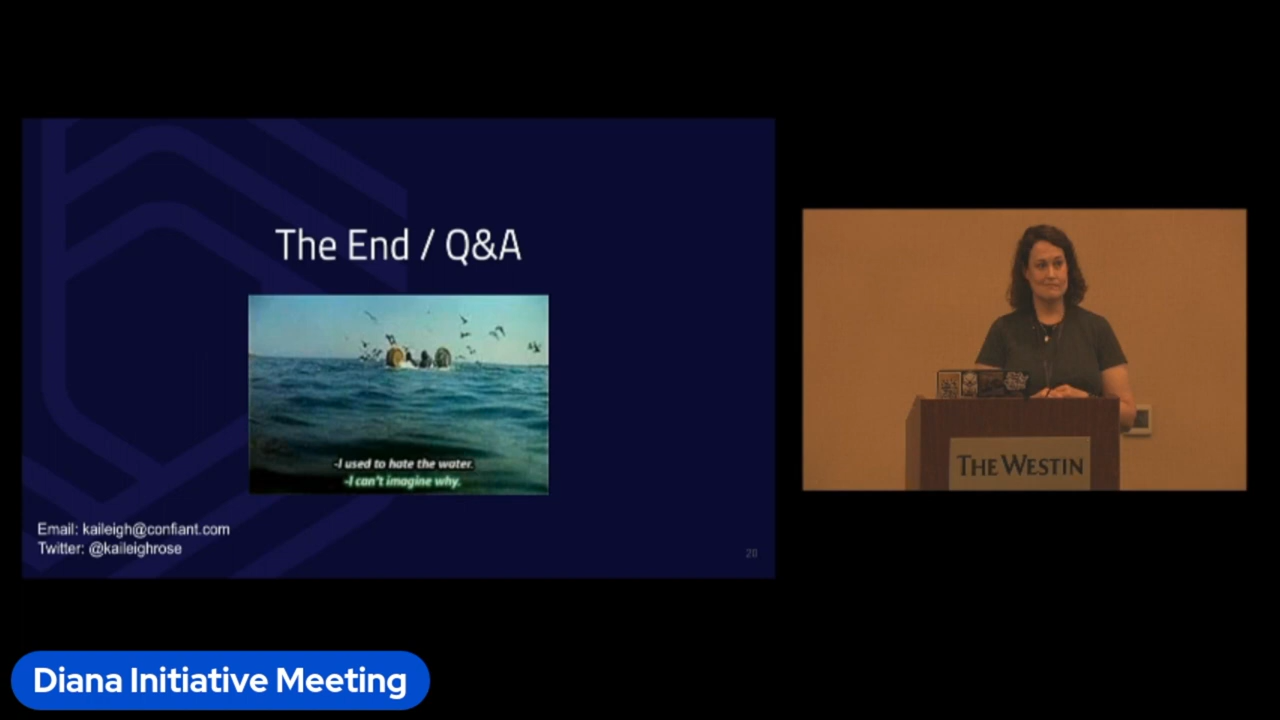 The End / Q&A
-I used to hate the water.
-I can't imagine why.
Email: kaileigh@confiant.com
Twitter: @kaileighrose
20
THE WESTIN
Diana Initiative Meeting